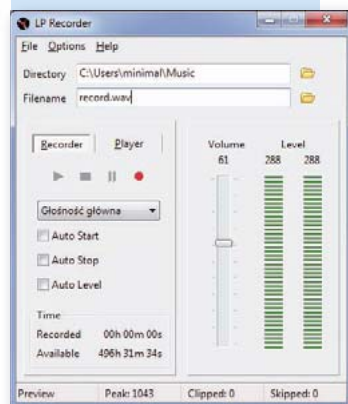 LP Recorder
File Options Help
Directory C:\Users\minimal\Music
Filename record.wav
Recorder Player
Volume Level
61 288 288
Głośność główna
Auto Start
Auto Stop
Auto Level
Time
Recorded 00h 00m 00s
Available 496h 31m 34s
Preview Peak: 1043 Clipped: 0 Skipped: 0